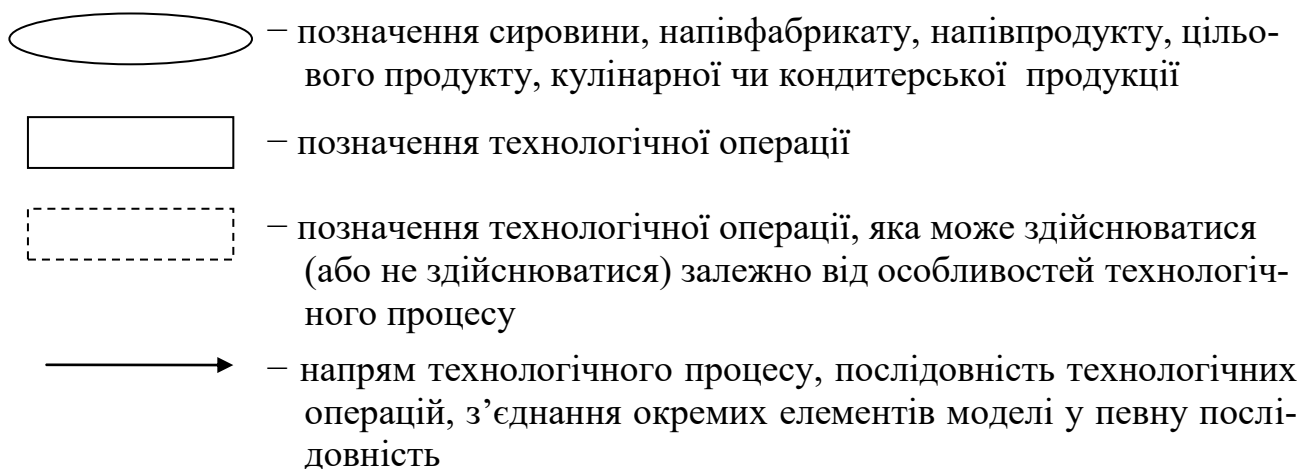 − позначення сировини, напівфабрикату, напівпродукту, цільо-
вого продукту, кулінарної чи кондитерської продукції
− позначення технологічної операції
− позначення технологічної операції, яка може здійснюватися
(або не здійснюватися) залежно від особливостей технологіч-
ного процесу
− напрям технологічного процесу, послідовність технологічних
операцій, з’єднання окремих елементів моделі у певну послі-
довність